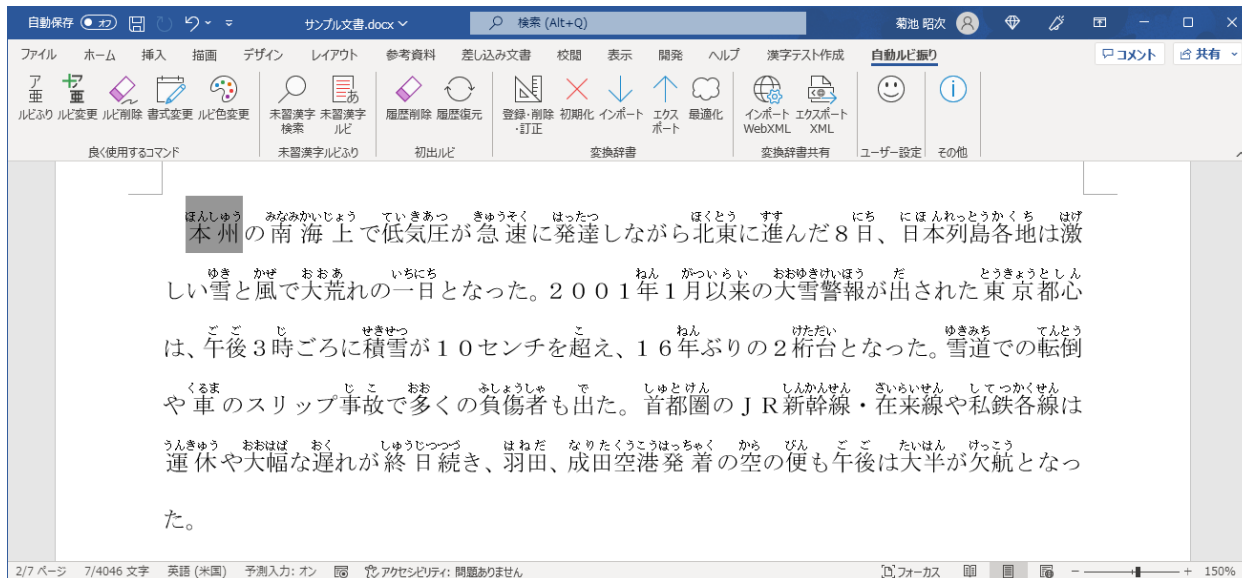 自動保存 オフ サンプル文書.docx 検索 (Alt+Q) 菊池 昭次
ファイル ホーム 挿入 描画 デザイン レイアウト 参考資料 差し込み文書 校閲 表示 開発 ヘルプ 漢字テスト作成 自動ルビ振り コメント 共有
ア亜 ア亜
ルビふり ルビ変更 ルビ削除 書式変更 ルビ色変更 未習漢字検索 未習漢字ルビ 履歴削除 履歴復元 登録・削除・訂正 初期化 インポート エクスポート 最適化 インポートWebXML エクスポートXML
良く使用するコマンド 未習漢字ルビふり 初出ルビ 変換辞書 変換辞書共有 ユーザー設定 その他
ほんしゅう みなみかいじょう ていきあつ きゅうそく はったつ ほくとう すす にち にほんれっとうかくち はげ
本州の南海上で低気圧が急速に発達しながら北東に進んだ8日、日本列島各地は激
ゆき かぜ おおあ いちにち ねん がついらい おおゆきけいほう だ とうきょうとしん
しい雪と風で大荒れの一日となった。2001年1月以来の大雪警報が出された東京都心
ごご じ せきせつ こ ねん けただい ゆきみち てんとう
は、午後3時ごろに積雪が10センチを超え、16年ぶりの2桁台となった。雪道での転倒
くるま じこ おお ふしょうしゃ で しゅとけん しんかんせん ざいらいせん してつかくせん
や車のスリップ事故で多くの負傷者も出た。首都圏のJR新幹線・在来線や私鉄各線は
うんきゅう おおはば おく しゅうじつつづ はねだ なりたくうこうはっちゃく から びん ごご たいはん けっこう
運休や大幅な遅れが終日続き、羽田、成田空港発着の空の便も午後は大半が欠航となっ
た。
2/7 ページ 7/4046 文字 英語 (米国) 予測入力: オン アクセシビリティ: 問題ありません フォーカス 150%